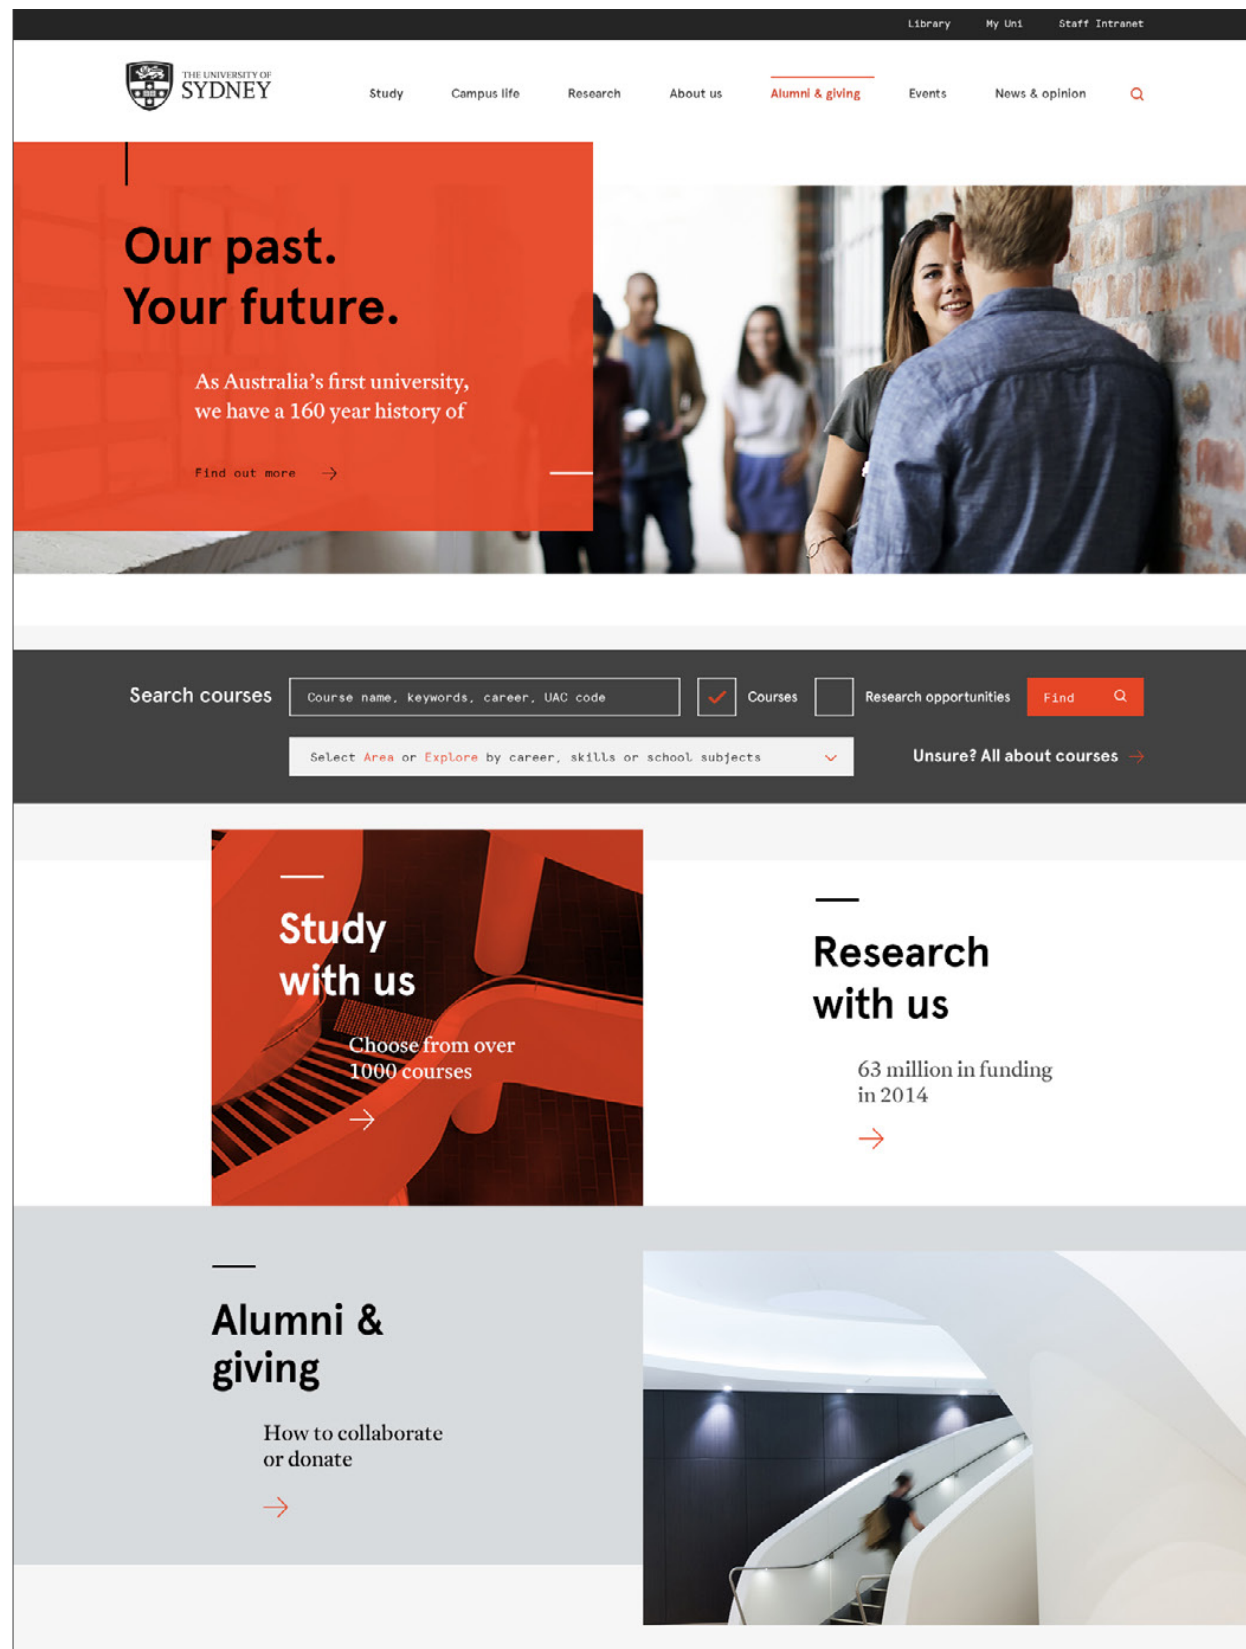 Library My Uni Staff Intranet
THE UNIVERSITY OF
SYDNEY
Study Campus life Research About us Alumni & giving Events News & opinion
Our past.
Your future.
As Australia's first university,
we have a 160 year history of
Find out more
Search courses Course name, keywords, career, UAC code Courses Research opportunities Find
Select Area or Explore by career, skills or school subjects Unsure? All about courses
Study
with us
Choose from over
1000 courses
Research
with us
63 million in funding
in 2014
Alumni &
giving
How to collaborate
or donate